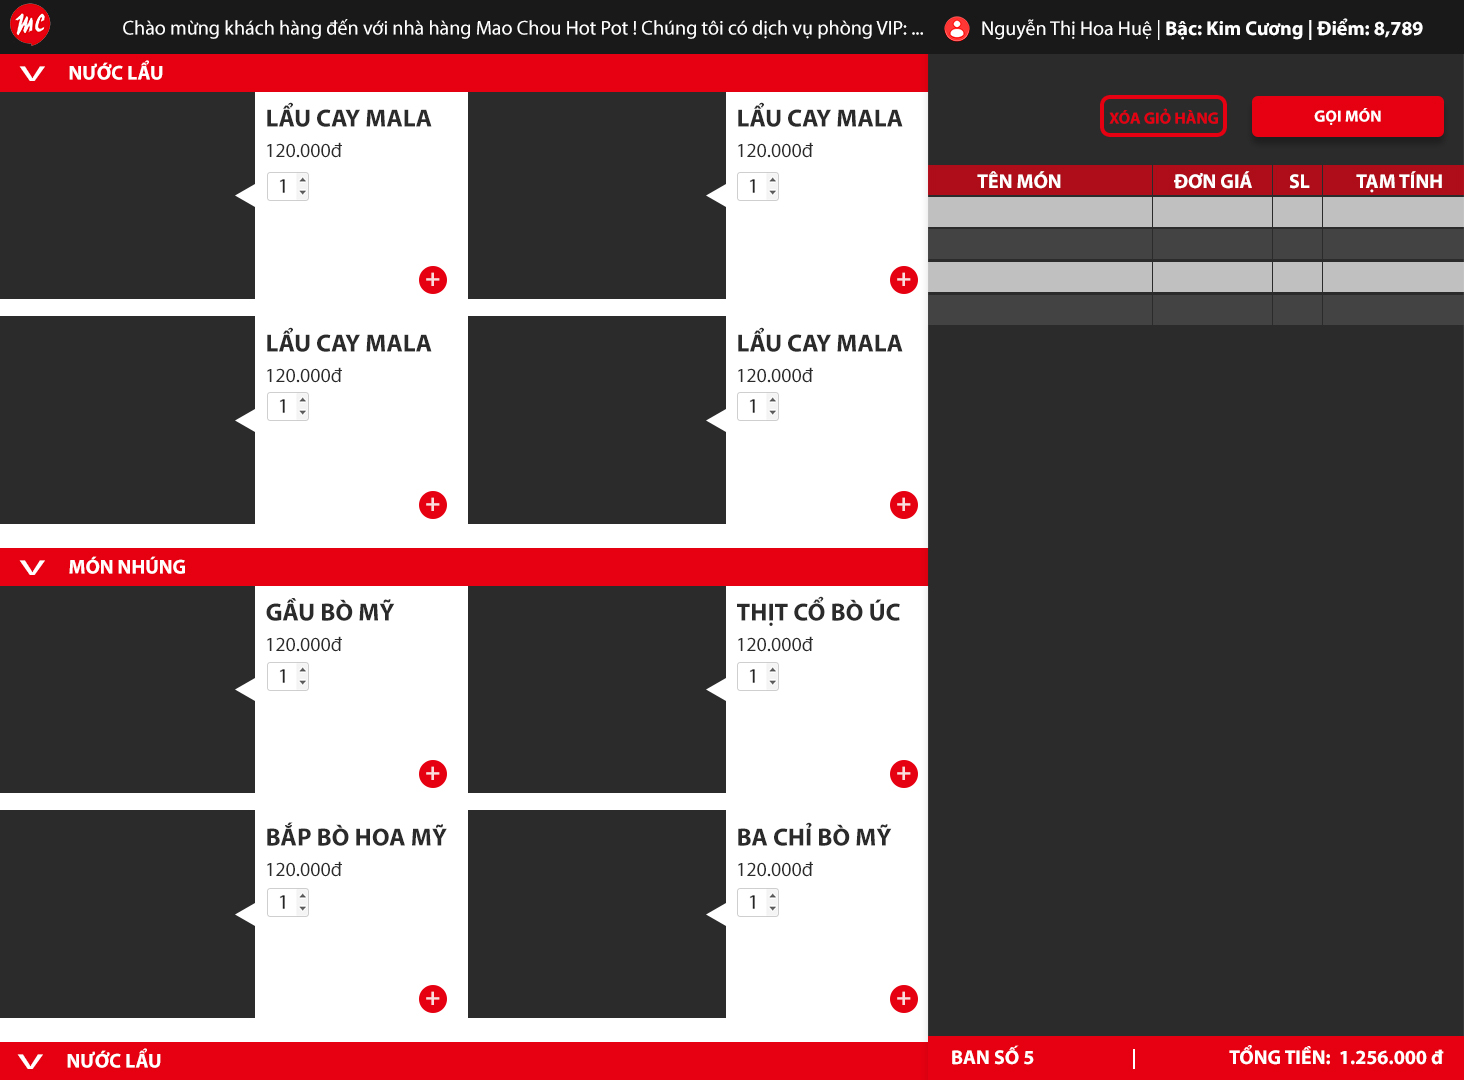 MC
Chào mừng khách hàng đến với nhà hàng Mao Chou Hot Pot ! Chúng tôi có dịch vụ phòng VIP: ...
Nguyễn Thị Hoa Huệ | Bậc: Kim Cương | Điểm: 8,789
NƯỚC LẨU
LẨU CAY MALA
120.000đ
1
LẨU CAY MALA
120.000đ
1
LẨU CAY MALA
120.000đ
1
LẨU CAY MALA
120.000đ
1
MÓN NHÚNG
GẦU BÒ MỸ
120.000đ
1
THỊT CỔ BÒ ÚC
120.000đ
1
BẮP BÒ HOA MỸ
120.000đ
1
BA CHỈ BÒ MỸ
120.000đ
1
NƯỚC LẨU
XÓA GIỎ HÀNG
GỌI MÓN
TÊN MÓN ĐƠN GIÁ SL TẠM TÍNH
BAN SỐ 5 | TỔNG TIỀN: 1.256.000 đ